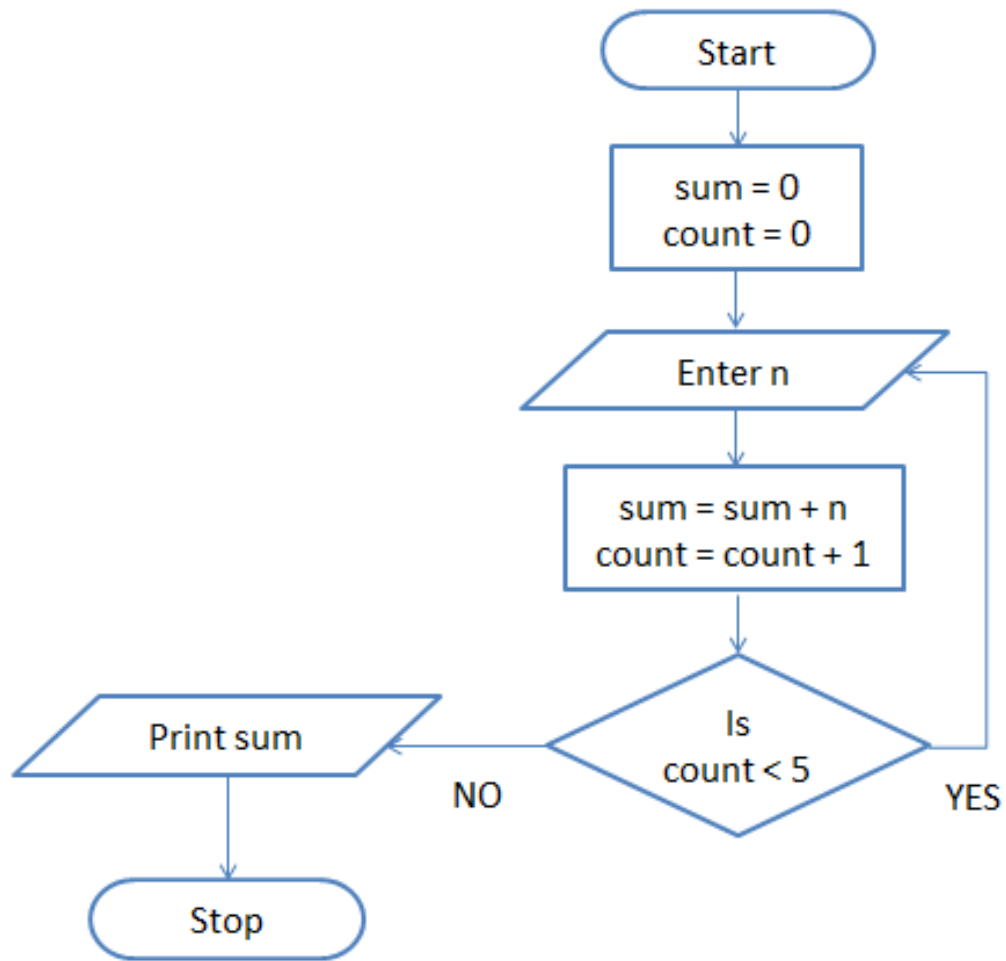 Start
sum = 0
count = 0
Enter n
sum = sum + n
count = count + 1
Is
count < 5
YES
NO
Print sum
Stop